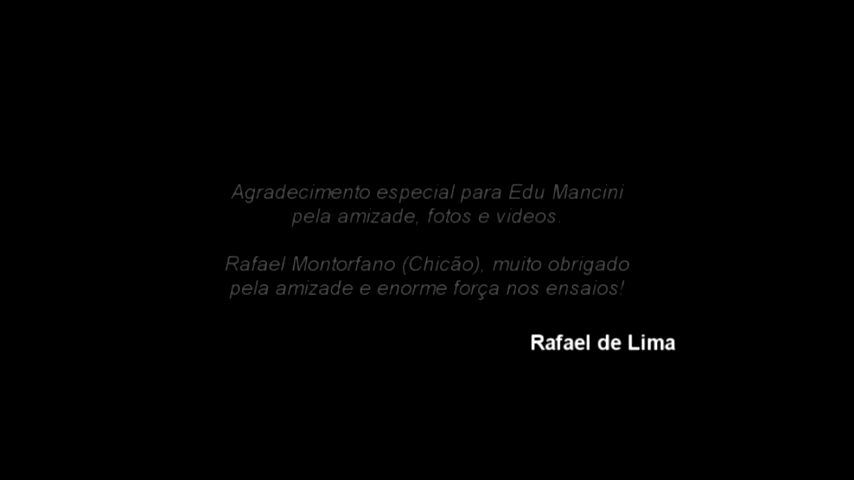 Agradecimento especial para Edu Mancini
pela amizade, fotos e videos.
Rafael Montorfano (Chicão), muito obrigado
pela amizade e enorme força nos ensaios!
Rafael de Lima